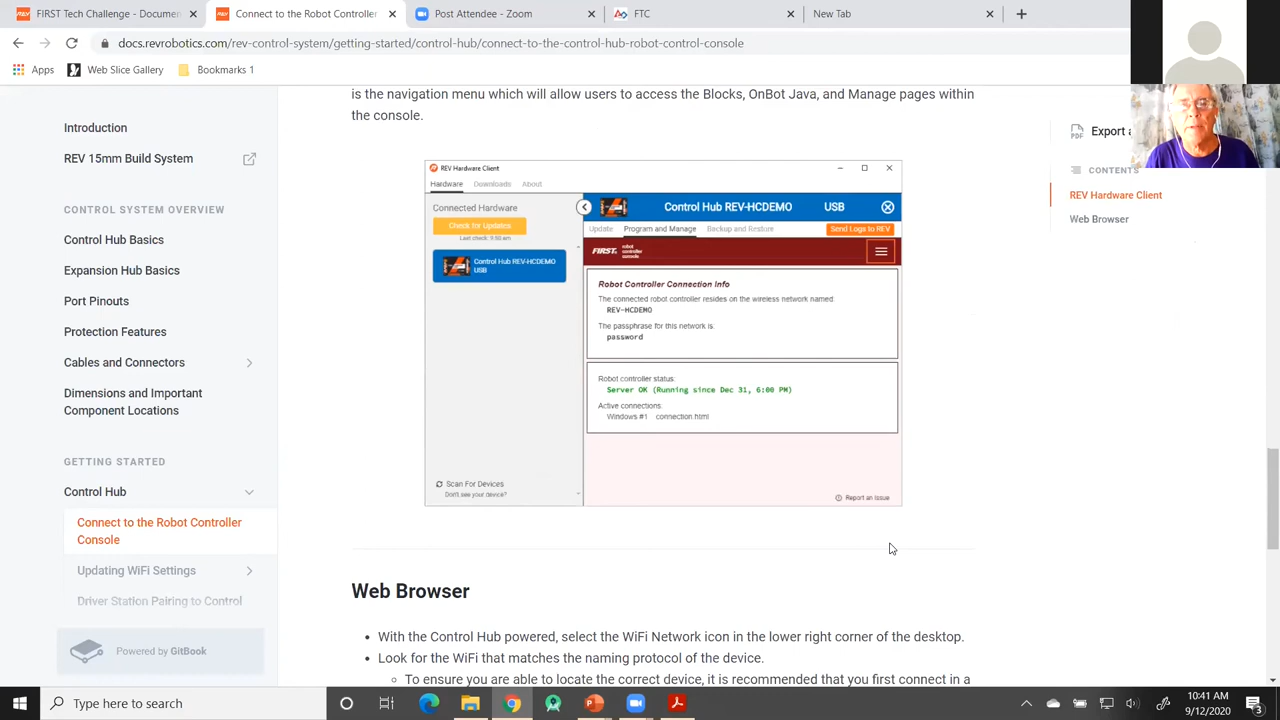 FIRST Tech Challenge - Documen
Connect to the Robot Controller C
Post Attendee - Zoom
FTC
New Tab
docs.revrobotics.com/rev-control-system/getting-started/control-hub/connect-to-the-control-hub-robot-control-console
Apps
Web Slice Gallery
Bookmarks 1
is the navigation menu which will allow users to access the Blocks, OnBot Java, and Manage pages within
the console.
Introduction
REV 15mm Build System
CONTROL SYSTEM OVERVIEW
Control Hub Basics
Expansion Hub Basics
Port Pinouts
Protection Features
Cables and Connectors
Dimensions and Important
Component Locations
GETTING STARTED
Control Hub
Connect to the Robot Controller
Console
Updating WiFi Settings
Driver Station Pairing to Control
Powered by GitBook
REV Hardware Client
Hardware Downloads About
Connected Hardware
Check for Updates
Last check: 9:50 am
Control Hub REV-HCDEMO
USB
Scan For Devices
Don't see your device?
Control Hub REV-HCDEMO USB
Update Program and Manage Backup and Restore Send Logs to REV
FIRST robot controller console
Robot Controller Connection Info
The connected robot controller resides on the wireless network named:
REV-HCDEMO
The passphrase for this network is:
password
Robot controller status:
Server OK (Running since Dec 31, 6:00 PM)
Active connections:
Windows #1 connection.html
Report an Issue
Web Browser
• With the Control Hub powered, select the WiFi Network icon in the lower right corner of the desktop.
• Look for the WiFi that matches the naming protocol of the device.
To ensure you are able to locate the correct device, it is recommended that you first connect in a
PDF
Export a
CONTENTS
REV Hardware Client
Web Browser
Type here to search
10:41 AM
9/12/2020
3